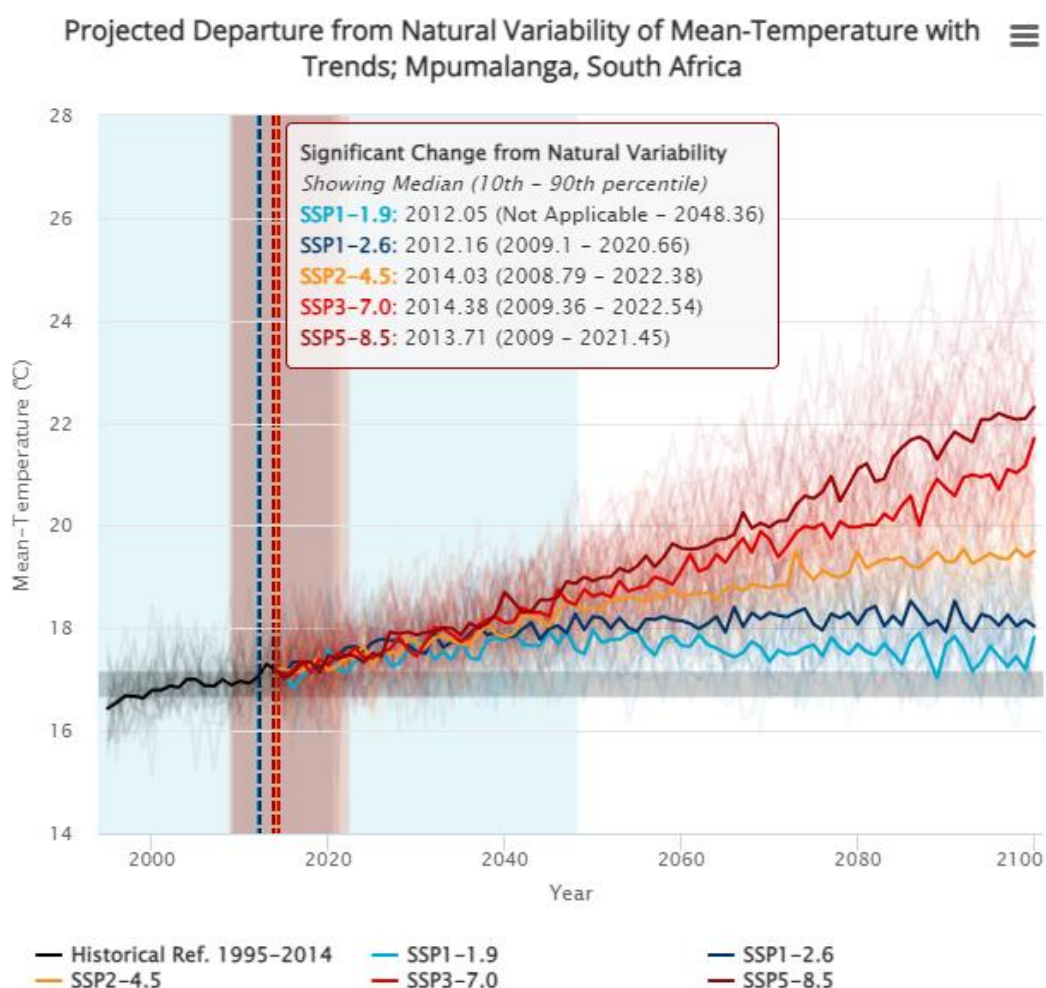 Projected Departure from Natural Variability of Mean-Temperature with
Trends; Mpumalanga, South Africa
28
26
24
22
20
18
16
14
Mean-Temperature (℃)
Significant Change from Natural Variability
Showing Median (10th - 90th percentile)
SSP1-1.9: 2012.05 (Not Applicable - 2048.36)
SSP1-2.6: 2012.16 (2009.1 - 2020.66)
SSP2-4.5: 2014.03 (2008.79 - 2022.38)
SSP3-7.0: 2014.38 (2009.36 - 2022.54)
SSP5-8.5: 2013.71 (2009 - 2021.45)
2000 2020 2040 2060 2080 2100
Year
Historical Ref. 1995-2014 SSP1-1.9 SSP1-2.6
SSP2-4.5 SSP3-7.0 SSP5-8.5